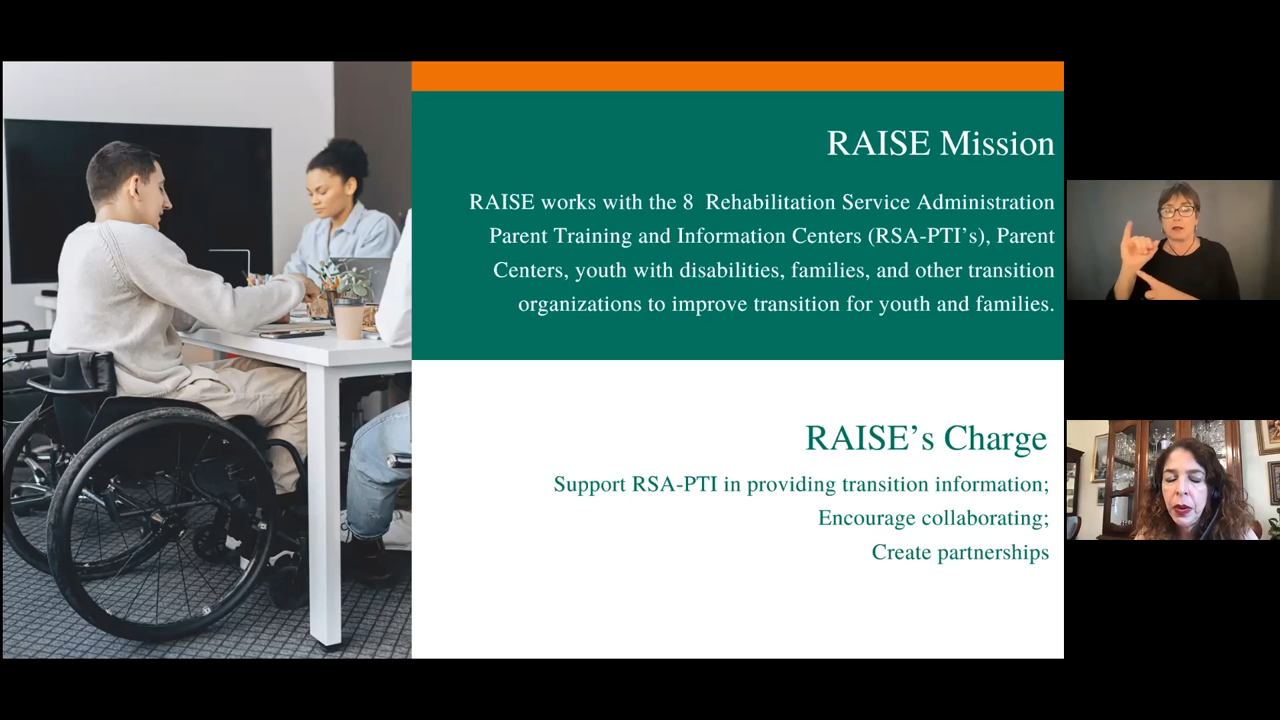 RAISE Mission
RAISE works with the 8  Rehabilitation Service Administration
Parent Training and Information Centers (RSA-PTI’s), Parent
Centers, youth with disabilities, families, and other transition
organizations to improve transition for youth and families.
RAISE’s Charge
Support RSA-PTI in providing transition information;
Encourage collaborating;
Create partnerships